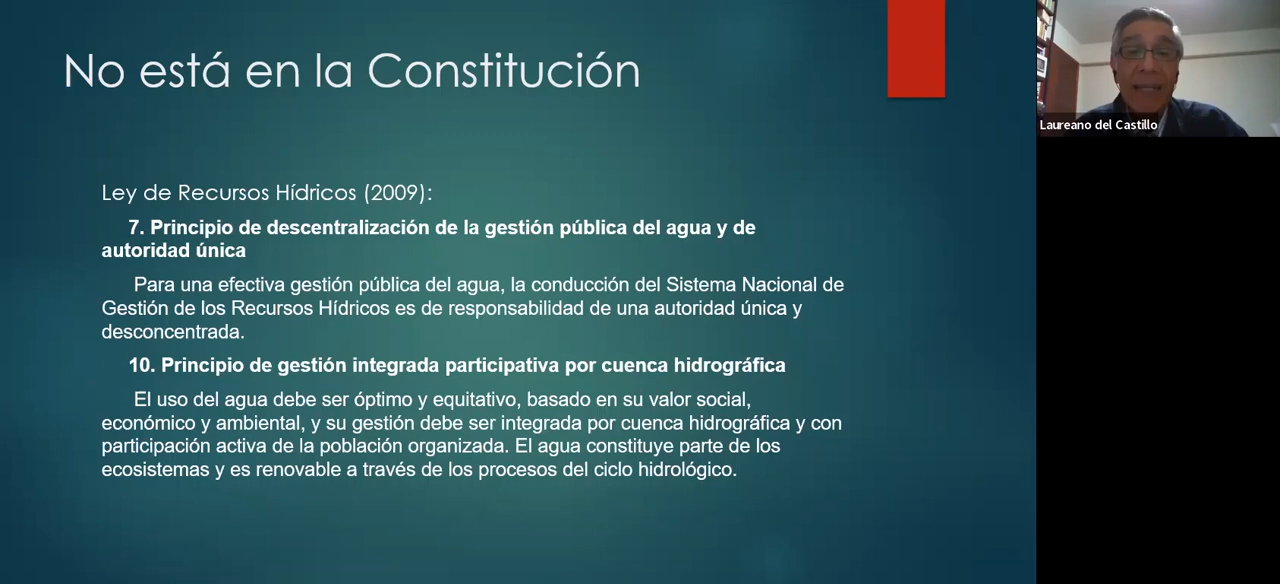 No está en la Constitución
Ley de Recursos Hídricos (2009):
7. Principio de descentralización de la gestión pública del agua y de
autoridad única
Para una efectiva gestión pública del agua, la conducción del Sistema Nacional de
Gestión de los Recursos Hídricos es de responsabilidad de una autoridad única y
desconcentrada.
10. Principio de gestión integrada participativa por cuenca hidrográfica
El uso del agua debe ser óptimo y equitativo, basado en su valor social,
económico y ambiental, y su gestión debe ser integrada por cuenca hidrográfica y con
participación activa de la población organizada. El agua constituye parte de los
ecosistemas y es renovable a través de los procesos del ciclo hidrológico.
Laureano del Castillo